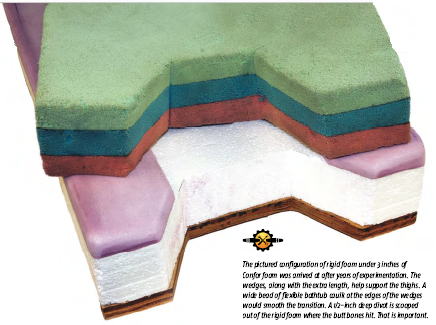 The pictured configuration of rigid foam under 3 inches of
Confor foam was arrived at after years of experimentation. The
wedges, along with the extra length, help support the thighs. A
wide bead of flexible bathtub caulk at the edges of the wedges
would smooth the transition. A 1/2-inch deep divot is scooped
out of the rigid foam where the butt bones hit. That is important.